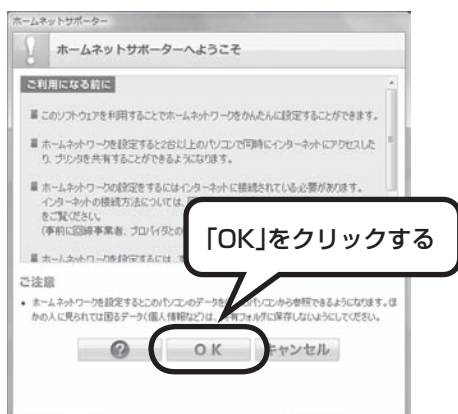 ホームネットサポーター
ホームネットサポーターへようこそ
ご利用になる前に
■ このソフトウェアを利用することでホームネットワークをかんたんに設定することができます。
■ ホームネットワークを設定すると2台以上のパソコンで同時にインターネットにアクセスした
り、プリンタを共有することができるようになります。
■ ホームネットワークの設定をするにはインターネットに接続されている必要があります。
インターネットの接続方法については、
をご覧ください。
(事前に回線事業者、プロバイダとの
■ ホームネットワークを設定するには、
「OK」をクリックする
ご注意
• ホームネットワークを設定するとこのパソコンのデータを パソコンから参照できるようになります。ほ
かの人に見られては困るデータ(個人情報など)は、共有フォルダに保存しないようにしてください。
?
OK
キャンセル